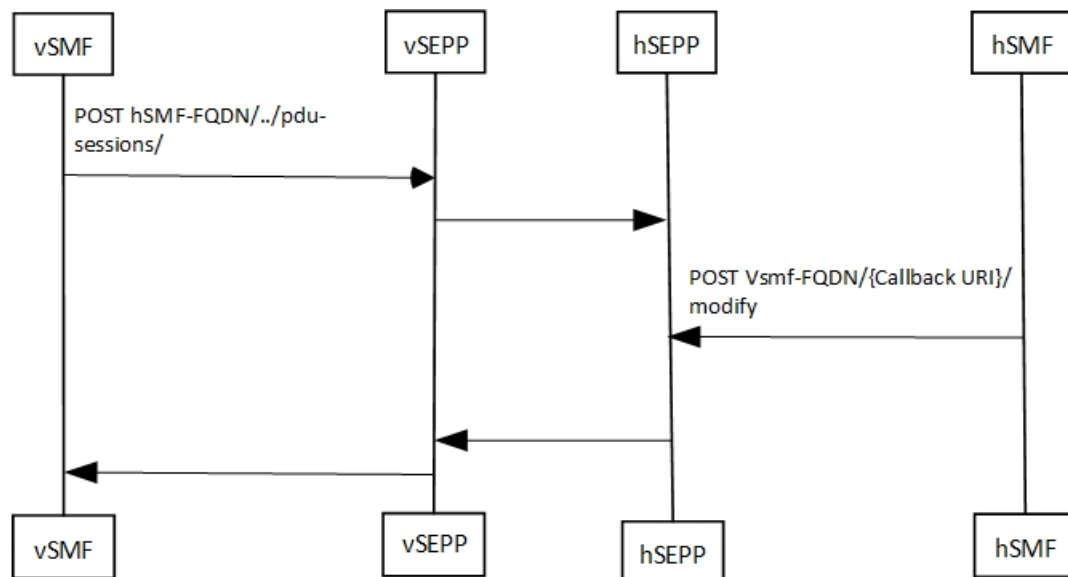 vSMF
vSEPP
hSEPP
hSMF
POST hSMF-FQDN/../pdu-
sessions/
POST Vsmf-FQDN/{Callback URI}/
modify
vSMF
vSEPP
hSEPP
hSMF